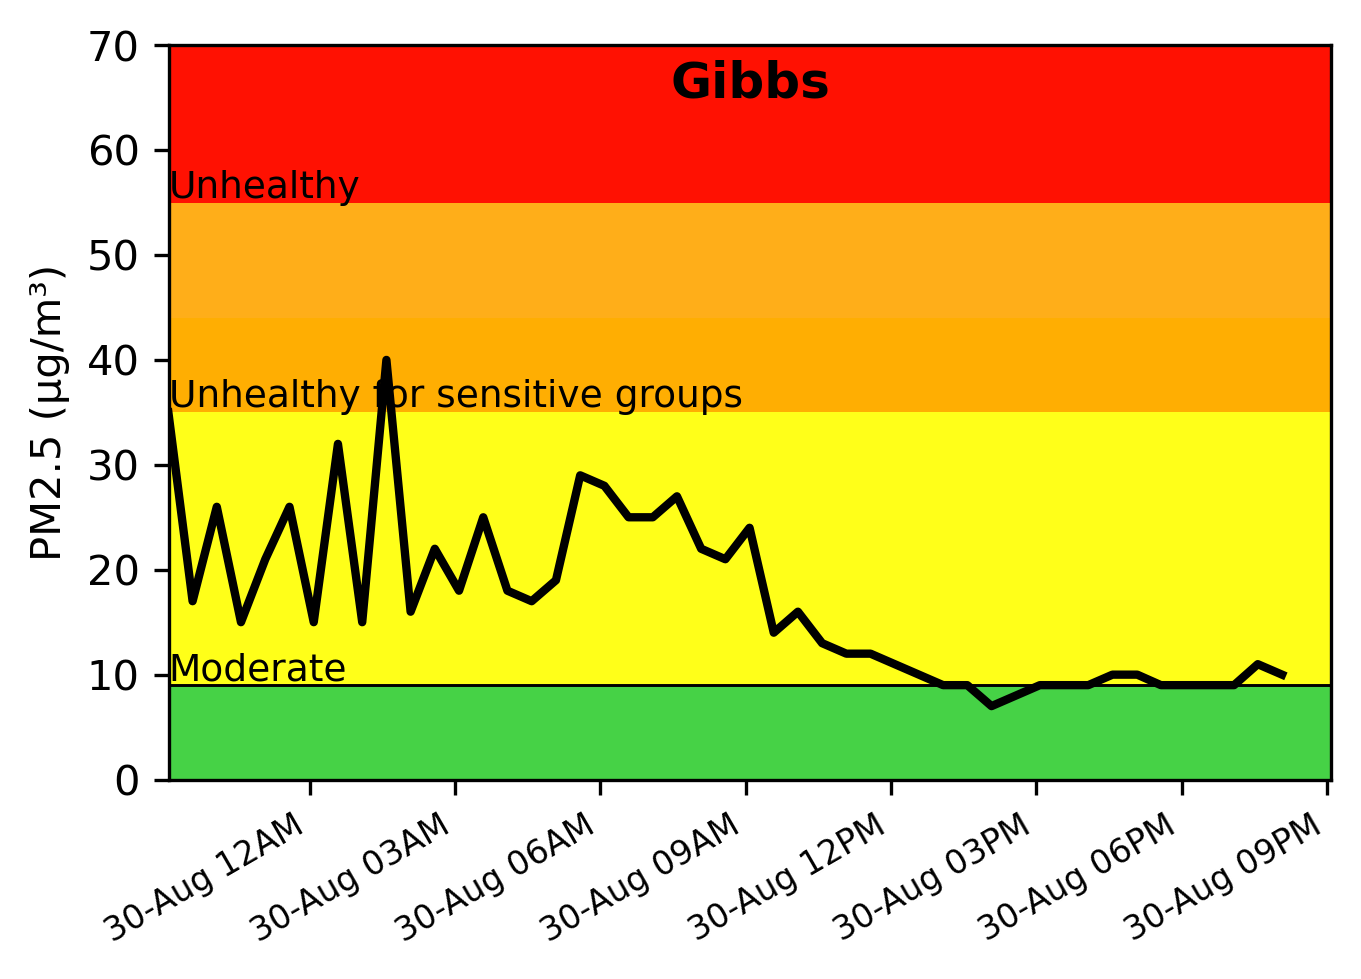 Gibbs
PM2.5 (µg/m³)
70
60
Unhealthy
50
40
Unhealthy for sensitive groups
30
20
Moderate
10
0
30-Aug 12AM
30-Aug 03AM
30-Aug 06AM
30-Aug 09AM
30-Aug 12PM
30-Aug 03PM
30-Aug 06PM
30-Aug 09PM